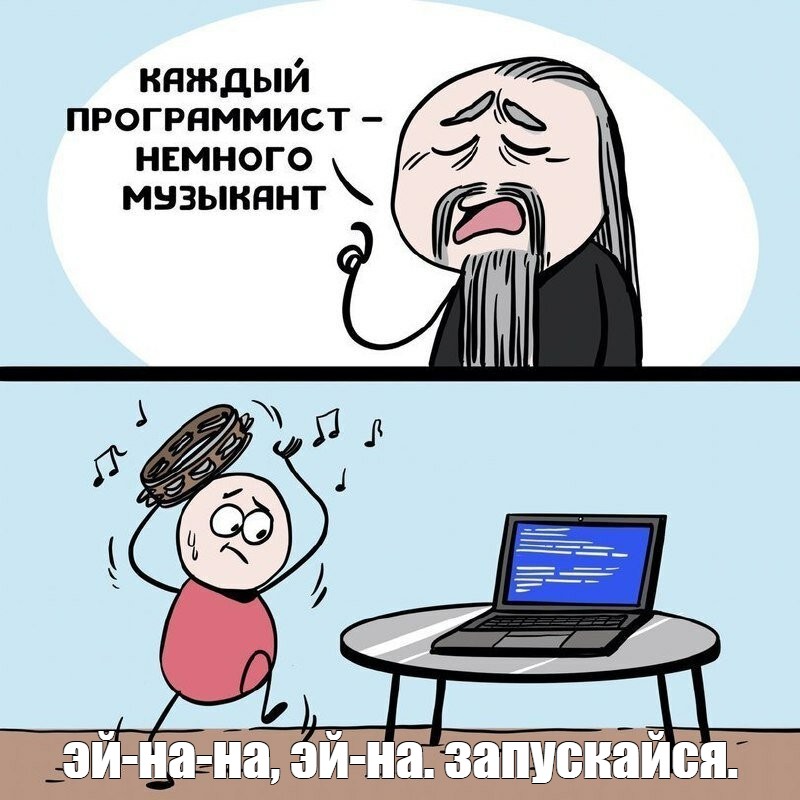 КАЖДЫЙ
ПРОГРАММИСТ –
НЕМНОГО
МУЗЫКАНТ
эй-на-на, эй-на. запускайся.